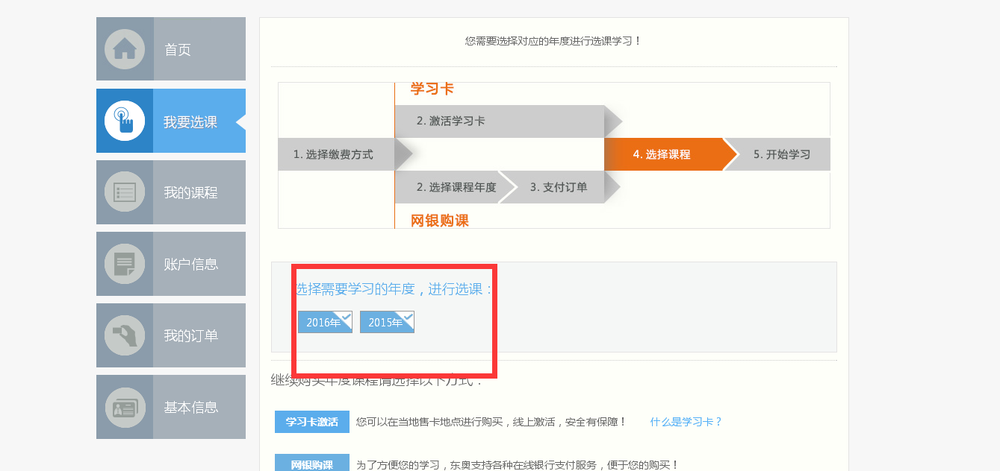 首页
我要选课
我的课程
账户信息
我的订单
基本信息
您需要选择对应的年度进行选课学习！
学习卡
2. 激活学习卡
1. 选择缴费方式
4. 选择课程
5. 开始学习
2. 选择课程年度
3. 支付订单
网银购课
选择需要学习的年度，进行选课：
2016年 2015年
继续购买年度课程请选择以下方式：
学习卡激活 您可以在当地售卡地点进行购买，线上激活，安全有保障！ 什么是学习卡？
网银购课 为了方便您的学习，东奥支持各种在线银行支付服务，便于您的购买！